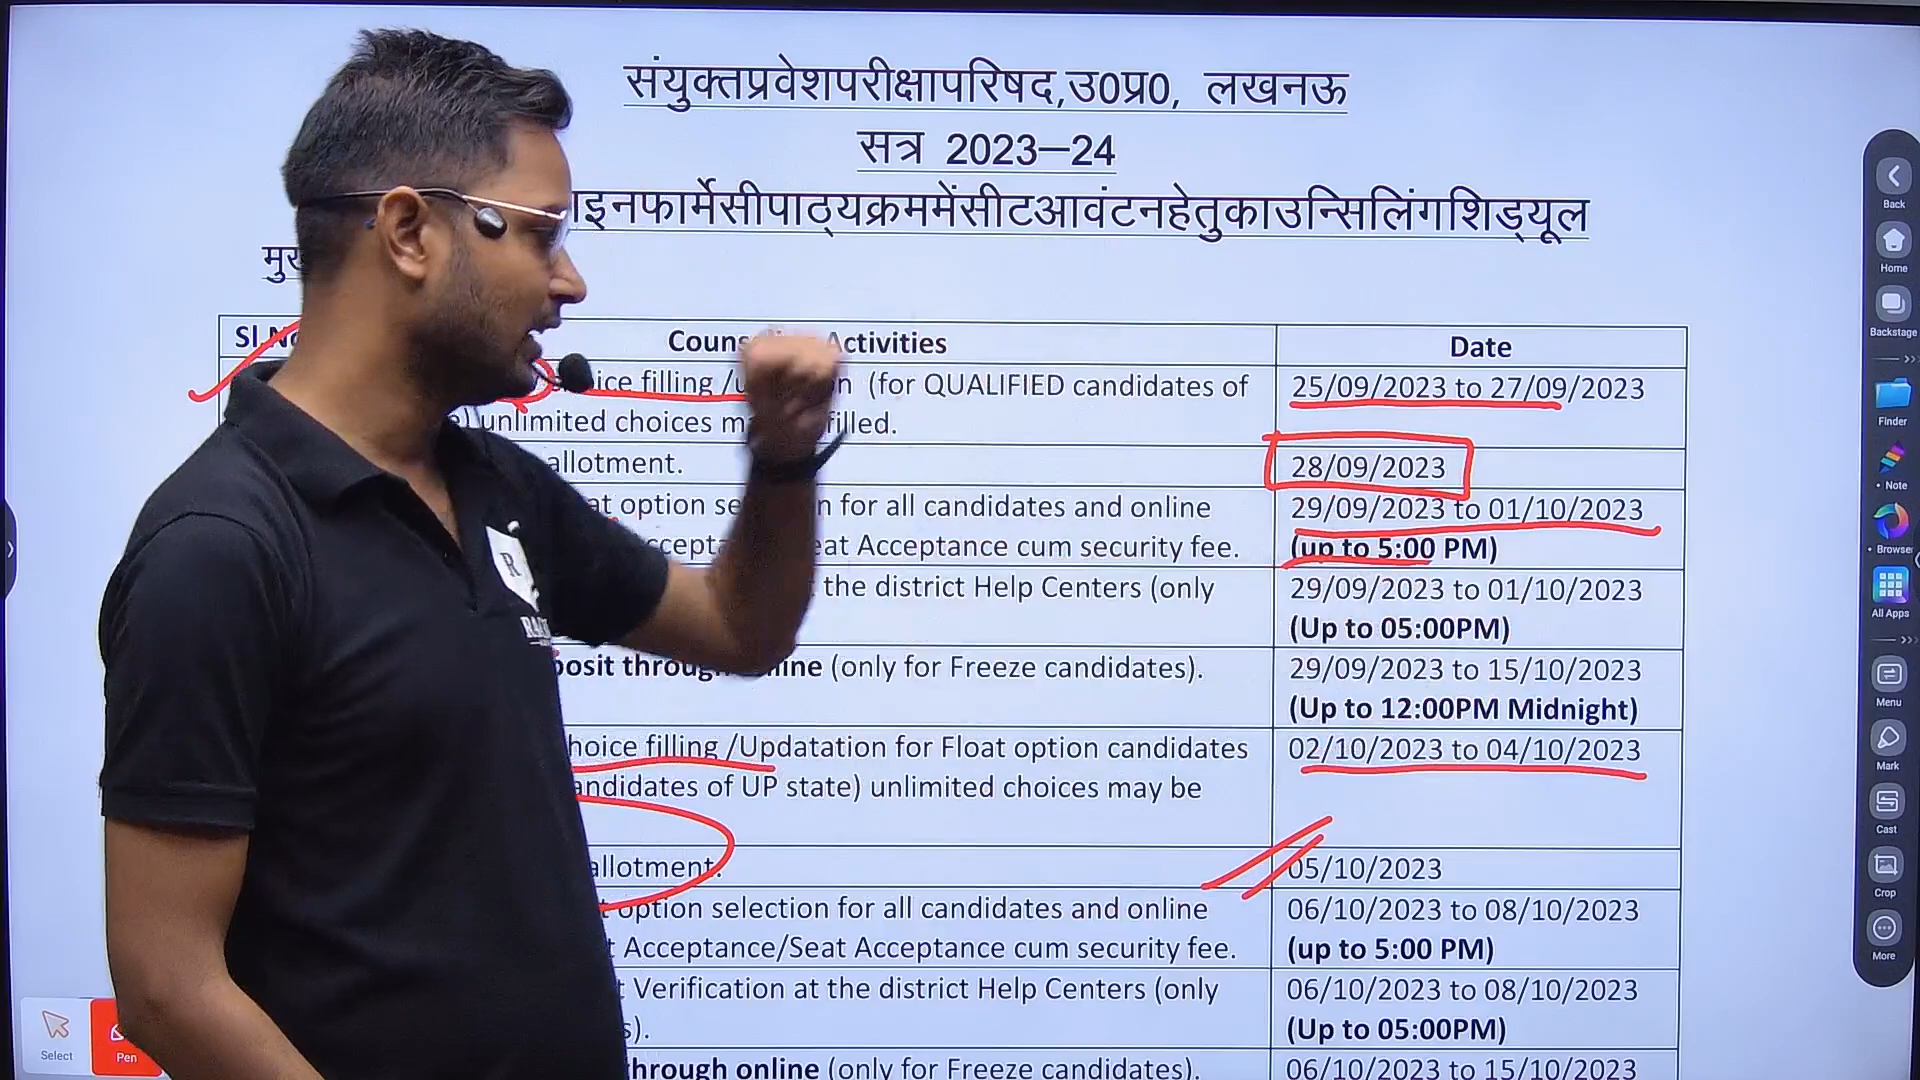 संयुक्तप्रवेशपरीक्षापरिषद,उ0प्र0, लखनऊ
सत्र 2023–24
इनफार्मेसीपाठ्यक्रममेंसीटआवंटनहेतुकाउन्सिलिंगशिड्यूल
Counselling Activities
Date
filling / (for QUALIFIED candidates of
unlimited choices filled.
25/09/2023 to 27/09/2023
allotment.
28/09/2023
option for all candidates and online
Acceptance cum security fee.
29/09/2023 to 01/10/2023
(up to 5:00 PM)
the district Help Centers (only
29/09/2023 to 01/10/2023
(Up to 05:00PM)
through (only for Freeze candidates).
29/09/2023 to 15/10/2023
(Up to 12:00PM Midnight)
filling /Updatation for Float option candidates
of UP state) unlimited choices may be
02/10/2023 to 04/10/2023
allotment.
05/10/2023
option selection for all candidates and online
Acceptance/Seat Acceptance cum security fee.
06/10/2023 to 08/10/2023
(up to 5:00 PM)
Verification at the district Help Centers (only
06/10/2023 to 08/10/2023
(Up to 05:00PM)
through online (only for Freeze candidates).
06/10/2023 to 15/10/2023
Back
Home
Backstage
Finder
Note
Browser
All Apps
Menu
Mark
Cast
Crop
More
Select
Pen
R